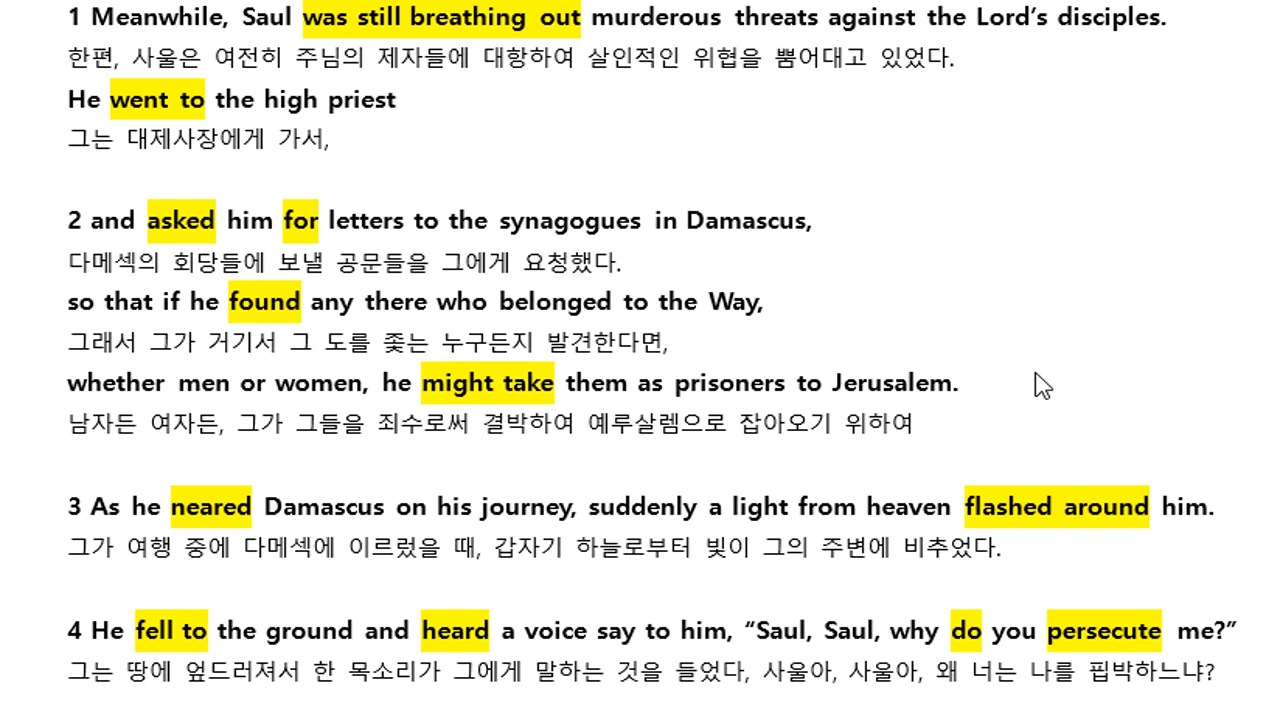 1 Meanwhile, Saul was still breathing out murderous threats against the Lord’s disciples.
한편, 사울은 여전히 주님의 제자들에 대항하여 살인적인 위협을 뿜어대고 있었다.
He went to the high priest
그는 대제사장에게 가서,
2 and asked him for letters to the synagogues in Damascus,
다메섹의 회당들에 보낼 공문들을 그에게 요청했다.
so that if he found any there who belonged to the Way,
그래서 그가 거기서 그 도를 좇는 누구든지 발견한다면,
whether men or women, he might take them as prisoners to Jerusalem.
남자든 여자든, 그가 그들을 죄수로써 결박하여 예루살렘으로 잡아오기 위하여
3 As he neared Damascus on his journey, suddenly a light from heaven flashed around him.
그가 여행 중에 다메섹에 이르렀을 때, 갑자기 하늘로부터 빛이 그의 주변에 비추었다.
4 He fell to the ground and heard a voice say to him, “Saul, Saul, why do you persecute me?”
그는 땅에 엎드러져서 한 목소리가 그에게 말하는 것을 들었다, 사울아, 사울아, 왜 너는 나를 핍박하느냐?